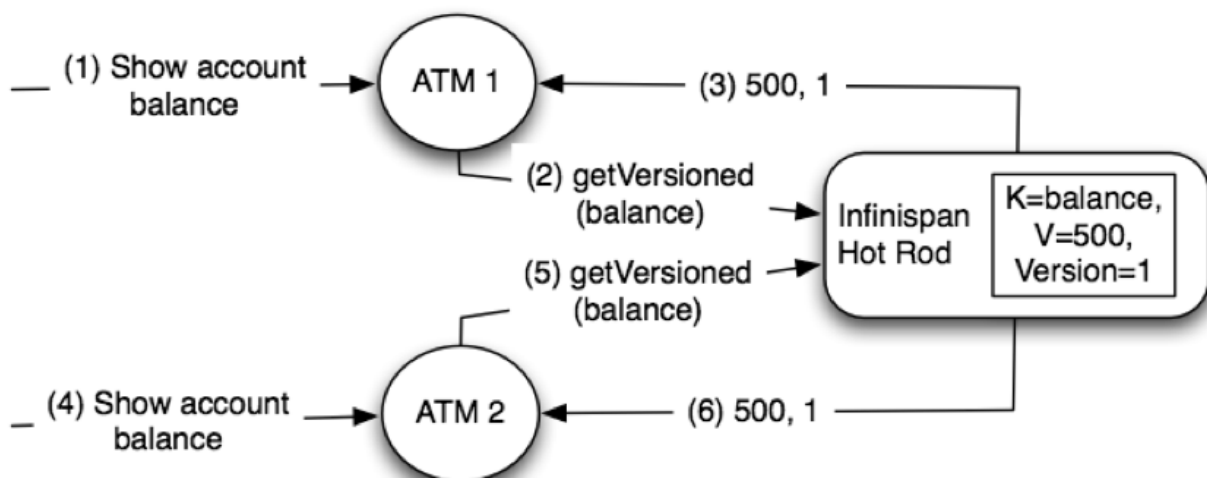 (1) Show account
balance
ATM 1
(3) 500, 1
(2) getVersioned
(balance)
Infinispan
Hot Rod
K=balance,
V=500,
Version=1
(5) getVersioned
(balance)
(4) Show account
balance
ATM 2
(6) 500, 1